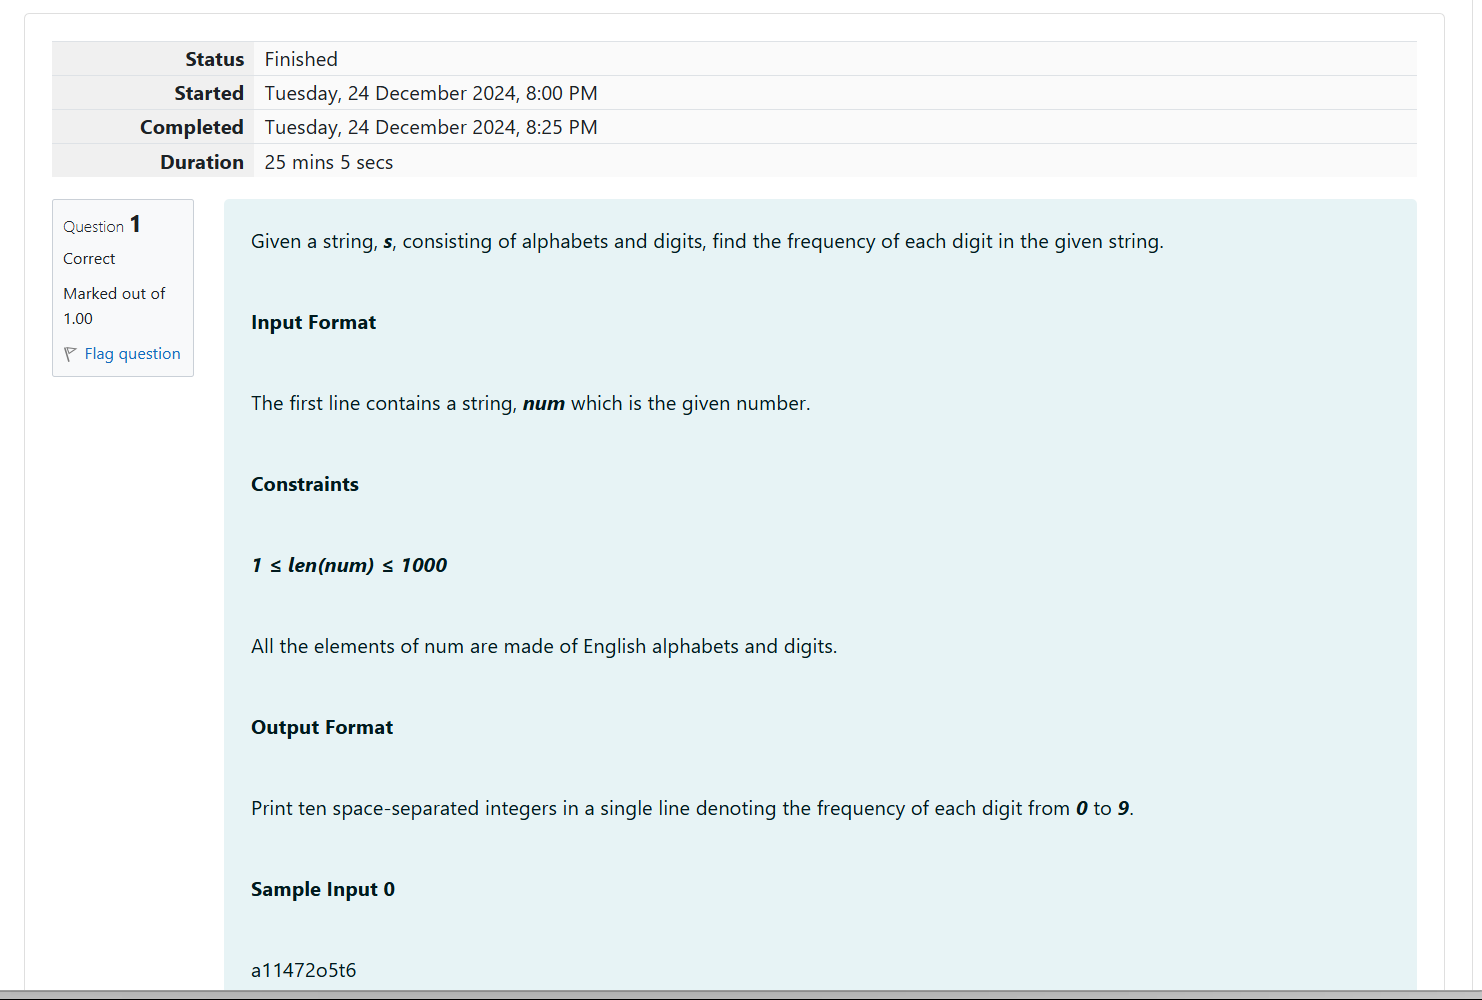 Status Finished
Started Tuesday, 24 December 2024, 8:00 PM
Completed Tuesday, 24 December 2024, 8:25 PM
Duration 25 mins 5 secs
Question 1
Correct
Marked out of
1.00
Flag question
Given a string, s, consisting of alphabets and digits, find the frequency of each digit in the given string.
Input Format
The first line contains a string, num which is the given number.
Constraints
1 ≤ len(num) ≤ 1000
All the elements of num are made of English alphabets and digits.
Output Format
Print ten space-separated integers in a single line denoting the frequency of each digit from 0 to 9.
Sample Input 0
a11472o5t6